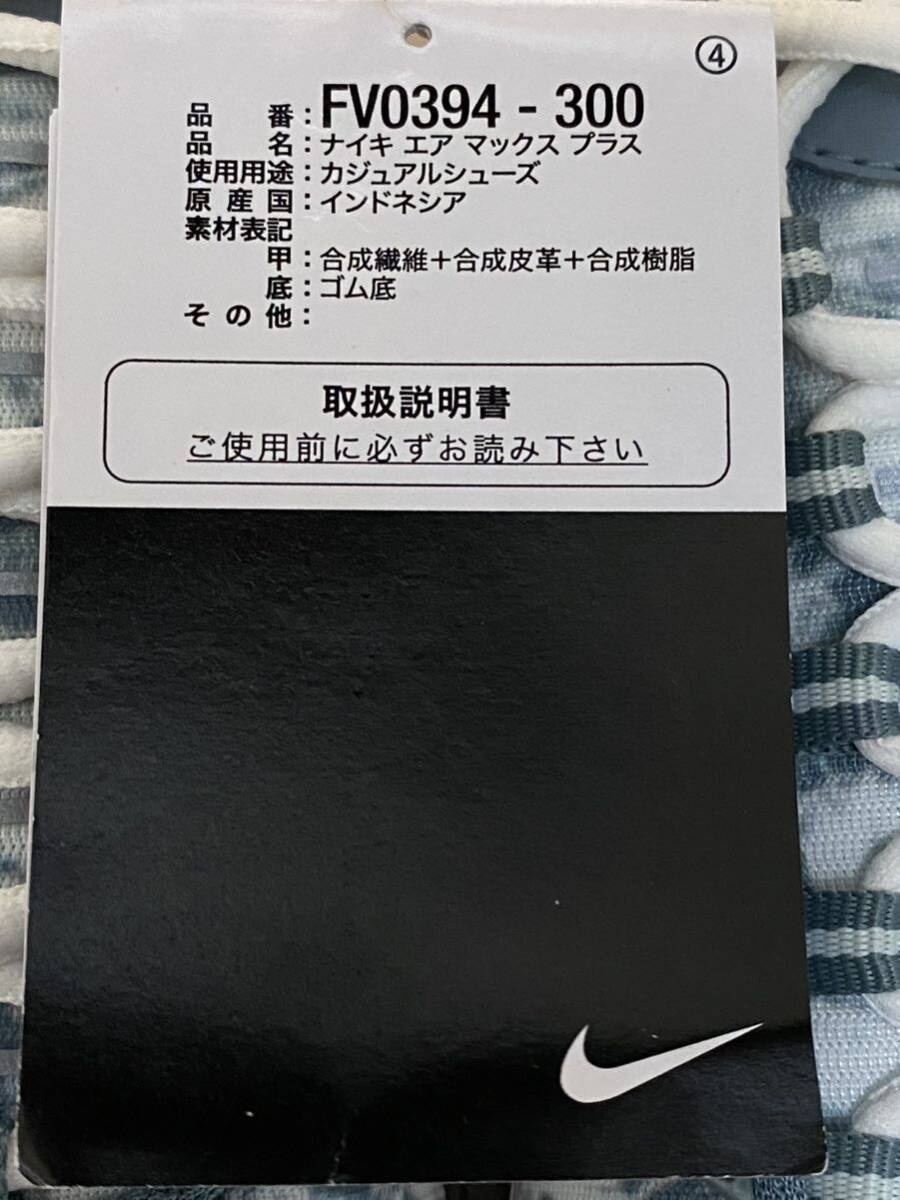 ④
品番：FV0394 - 300
品名：ナイキ エア マックス プラス
使用用途：カジュアルシューズ
原産国：インドネシア
素材表記
甲：合成繊維＋合成皮革＋合成樹脂
底：ゴム底
その他：
取扱説明書
ご使用前に必ずお読み下さい